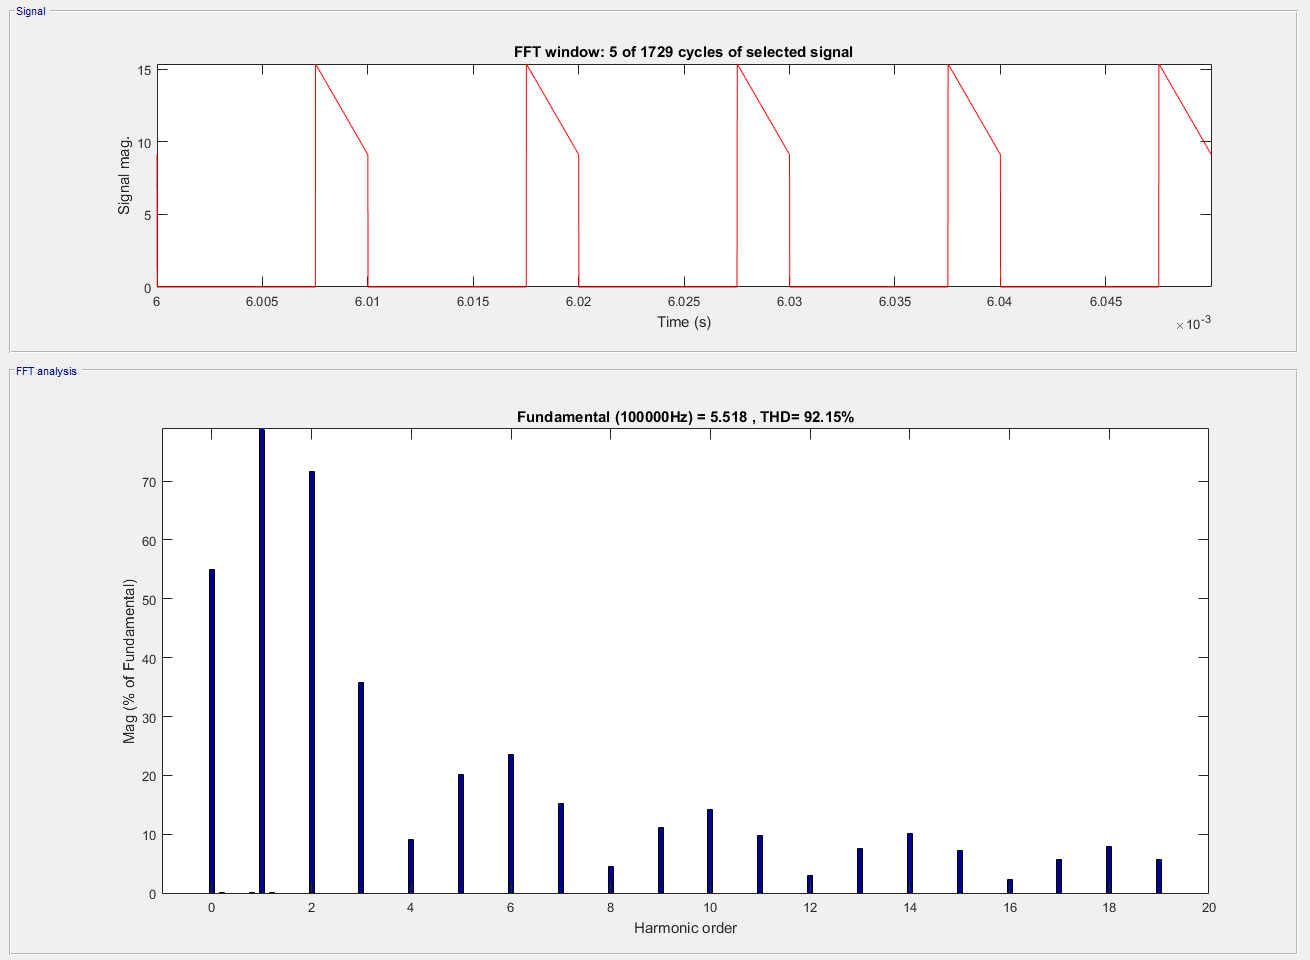 Signal
FFT window: 5 of 1729 cycles of selected signal
15
10
5
0
Signal mag.
6 6.005 6.01 6.015 6.02 6.025 6.03 6.035 6.04 6.045
×10-3
Time (s)
FFT analysis
Fundamental (100000Hz) = 5.518 , THD= 92.15%
70
60
50
40
30
20
10
0
Mag (% of Fundamental)
0 2 4 6 8 10 12 14 16 18 20
Harmonic order